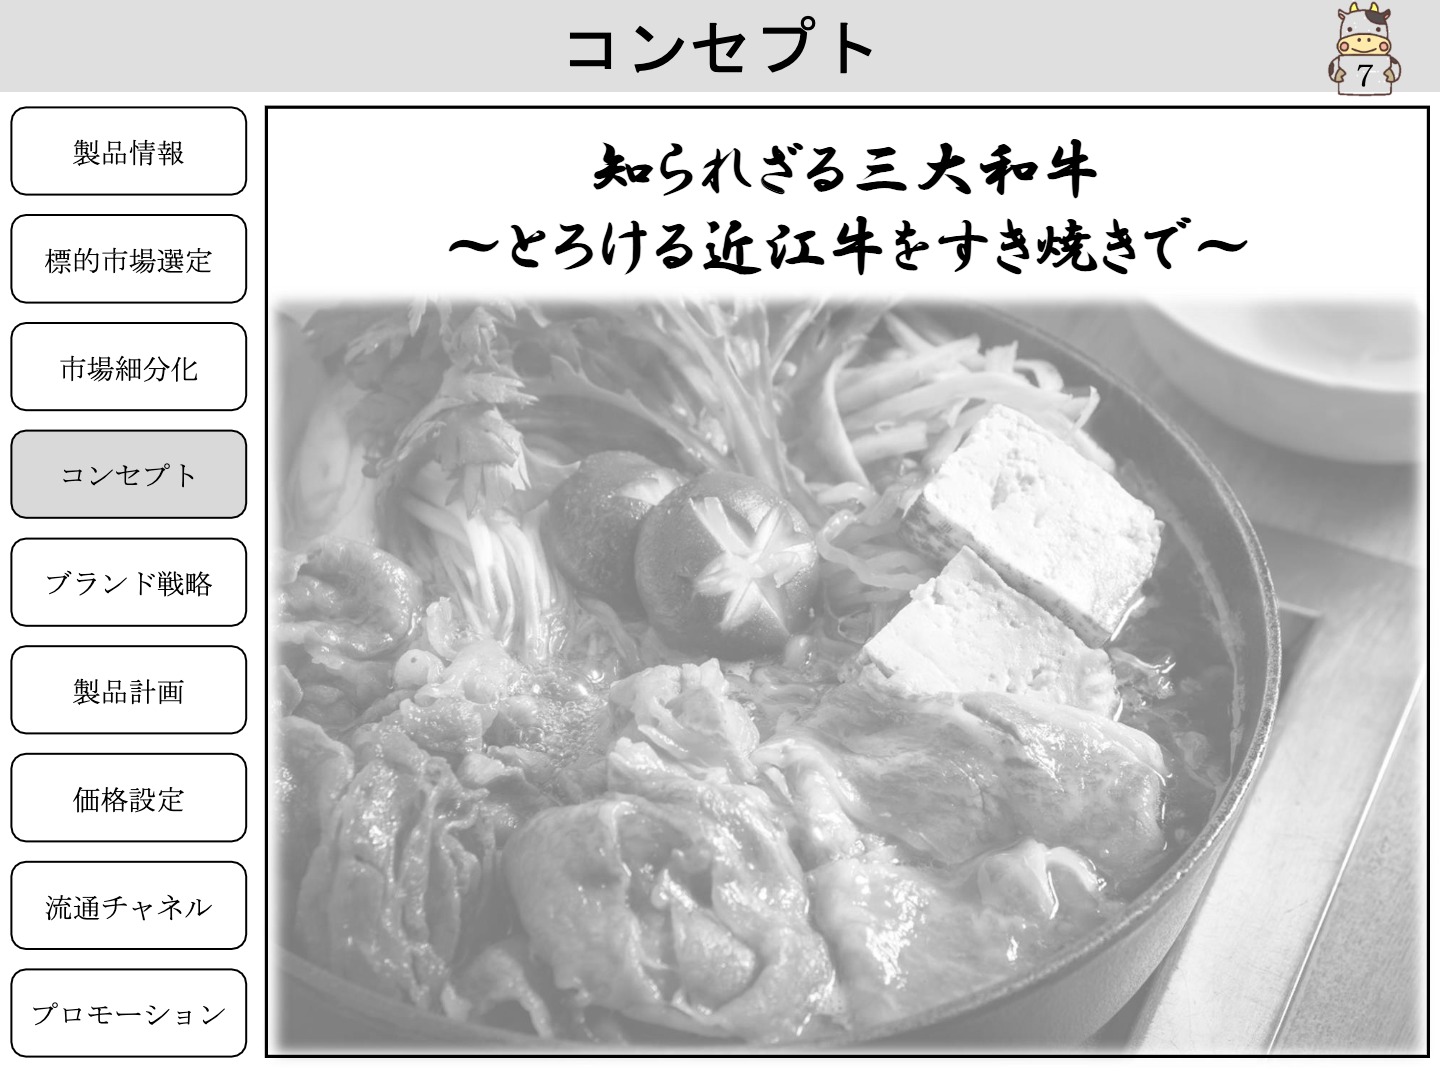 コンセプト
7
製品情報
標的市場選定
市場細分化
コンセプト
ブランド戦略
製品計画
価格設定
流通チャネル
プロモーション
知られざる三大和牛
～とろける近江牛をすき焼きで～